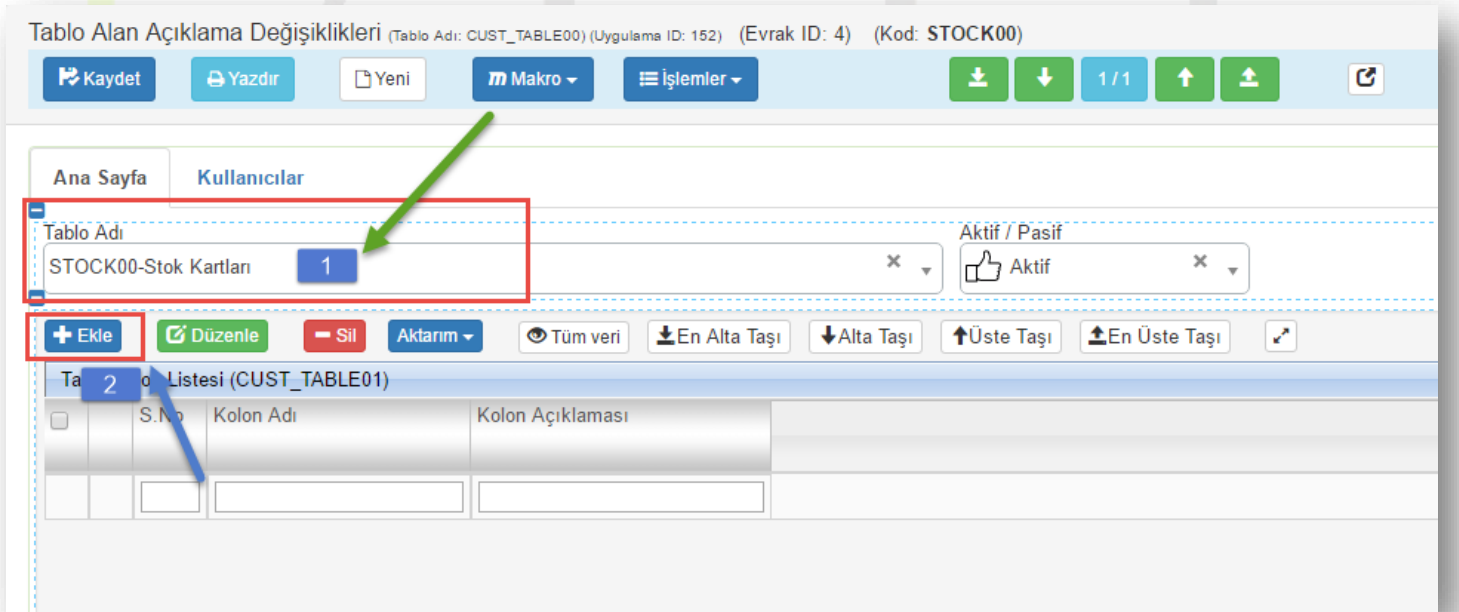 Tablo Alan Açıklama Değişiklikleri (Tablo Adı: CUST_TABLE00) (Uygulama ID: 152) (Evrak ID: 4) (Kod: STOCK00)
Kaydet Yazdır Yeni m Makro İşlemler 1 / 1
Ana Sayfa Kullanıcılar
Tablo Adı Aktif / Pasif
STOCK00-Stok Kartları 1 Aktif
Ekle Düzenle Sil Aktarım Tüm veri En Alta Taşı Alta Taşı Üste Taşı En Üste Taşı
2 Listesi (CUST_TABLE01)
S.No Kolon Adı Kolon Açıklaması